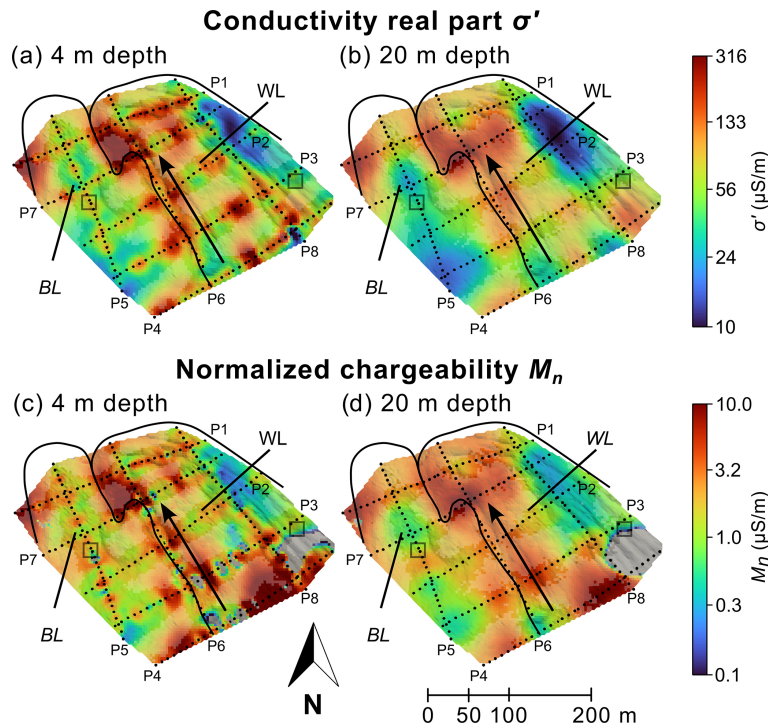 Conductivity real part σ'
(a) 4 m depth
(b) 20 m depth
P1
WL
P2
P3
P7
P8
BL
P5
P6
P4
P1
WL
P2
P3
P7
P8
BL
P5
P6
P4
316
133
56
24
10
σ' (µS/m)
Normalized chargeability Mn
(c) 4 m depth
(d) 20 m depth
P1
WL
P2
P3
P7
P8
BL
P5
P6
P4
P1
WL
P2
P3
P7
P8
BL
P5
P6
P4
10.0
3.2
1.0
0.3
0.1
Mn (µS/m)
N
0 50 100 200 m